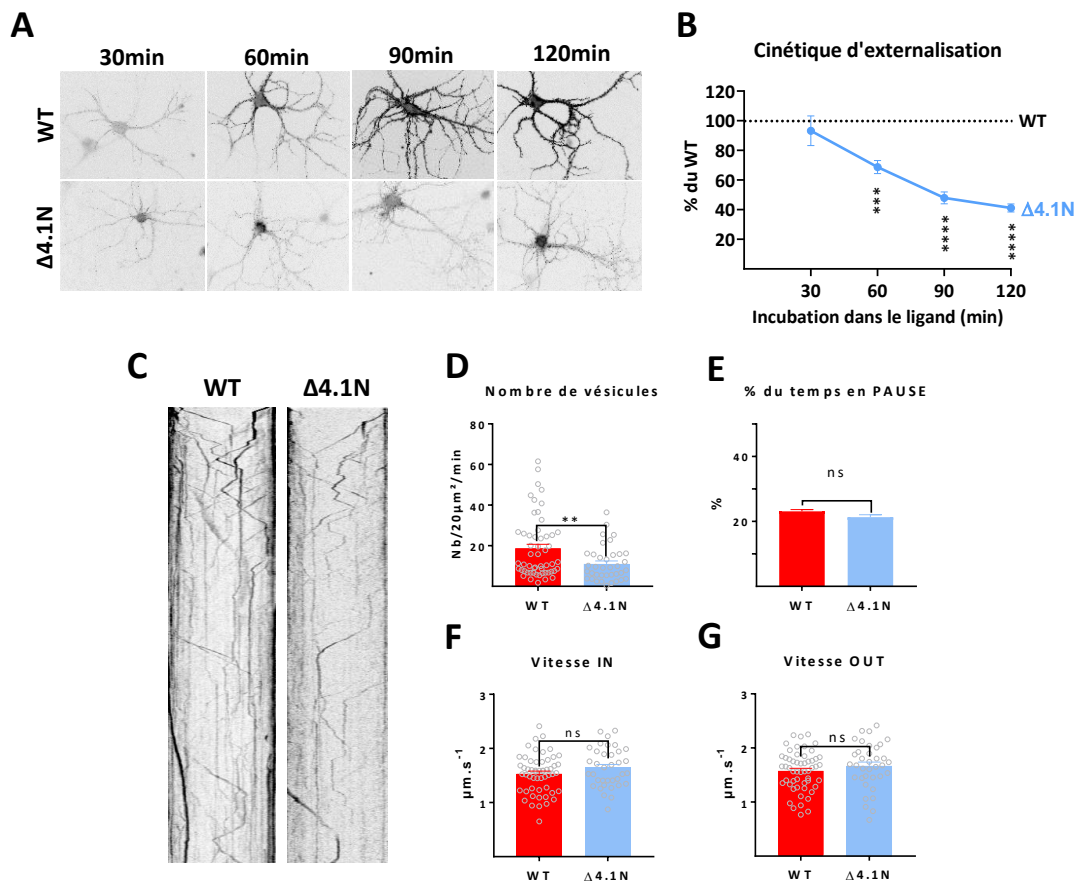 A
30min 60min 90min 120min
WT
Δ4.1N
B
Cinétique d'externalisation
% du WT
120
100
80
60
40
20
WT
Δ4.1N
***
****
****
30 60 90 120
Incubation dans le ligand (min)
C
WT Δ4.1N
D
Nombre de vésicules
Nb/20µm²/min
80
60
40
20
**
WT Δ4.1N
E
% du temps en PAUSE
%
40
20
ns
WT Δ4.1N
F
Vitesse IN
µm.s⁻¹
3
2
1
ns
WT Δ4.1N
G
Vitesse OUT
µm.s⁻¹
3
2
1
ns
WT Δ4.1N